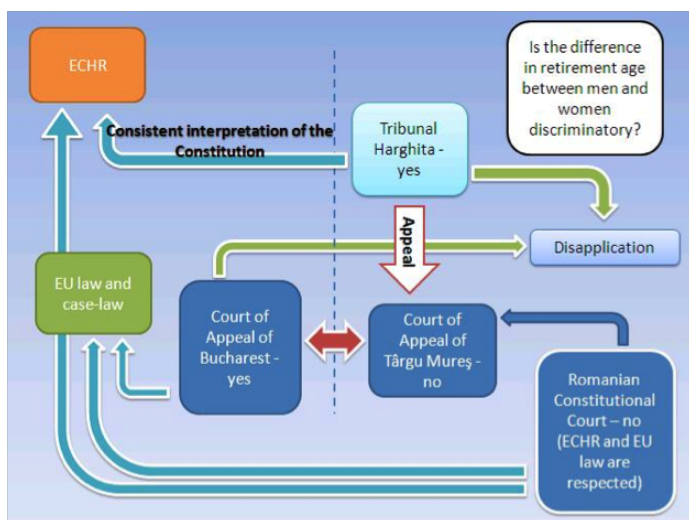 ECHR
Is the difference
in retirement age
between men and
women
discriminatory?
Consistent interpretation of the
Constitution
Tribunal
Harghita -
yes
Appeal
Disapplication
EU law and
case-law
Court of
Appeal of
Bucharest -
yes
Court of
Appeal of
Târgu Mureş -
no
Romanian
Constitutional
Court – no
(ECHR and EU
law are
respected)